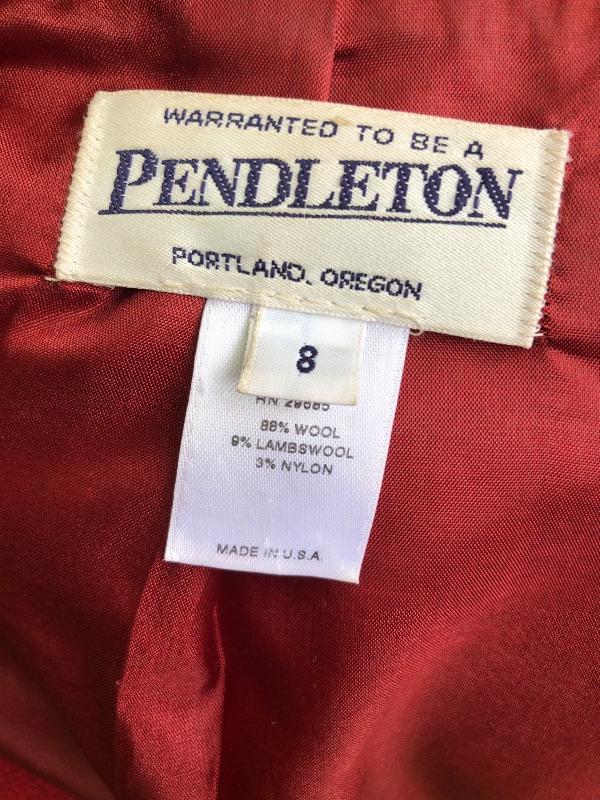 WARRANTED TO BE A
PENDLETON
PORTLAND, OREGON
8
RN 29685
88% WOOL
9% LAMBSWOOL
3% NYLON
MADE IN U.S.A.